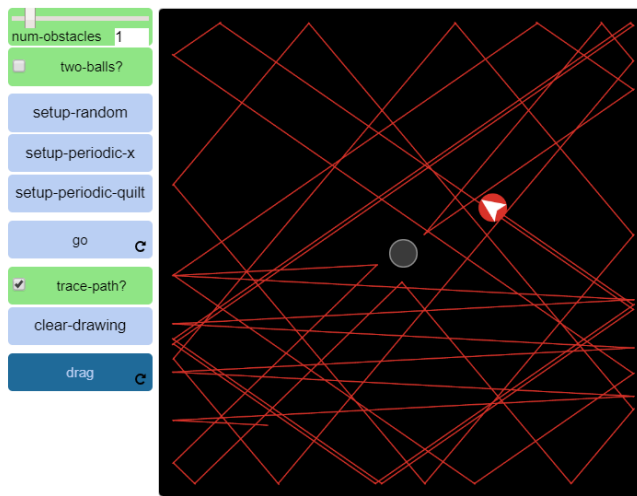 num-obstacles 1
two-balls?
setup-random
setup-periodic-x
setup-periodic-quilt
go
trace-path?
clear-drawing
drag